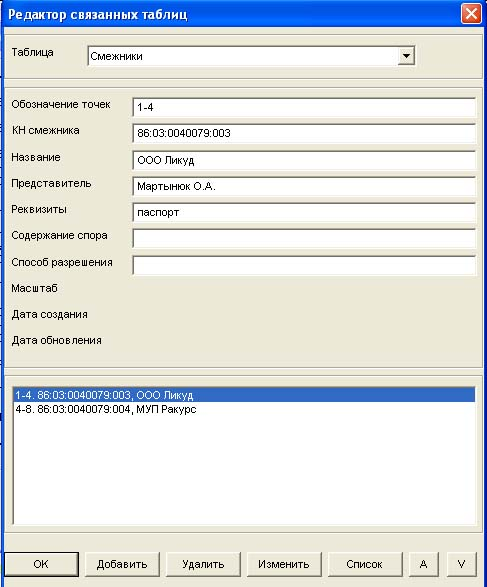 Редактор связанных таблиц
Таблица Смежники
Обозначение точек 1-4
КН смежника 86:03:0040079:003
Название ООО Ликуд
Представитель Мартынюк О.А.
Реквизиты паспорт
Содержание спора
Способ разрешения
Масштаб
Дата создания
Дата обновления
1-4. 86:03:0040079:003, ООО Ликуд
4-8. 86:03:0040079:004, МУП Ракурс
OK Добавить Удалить Изменить Список A V